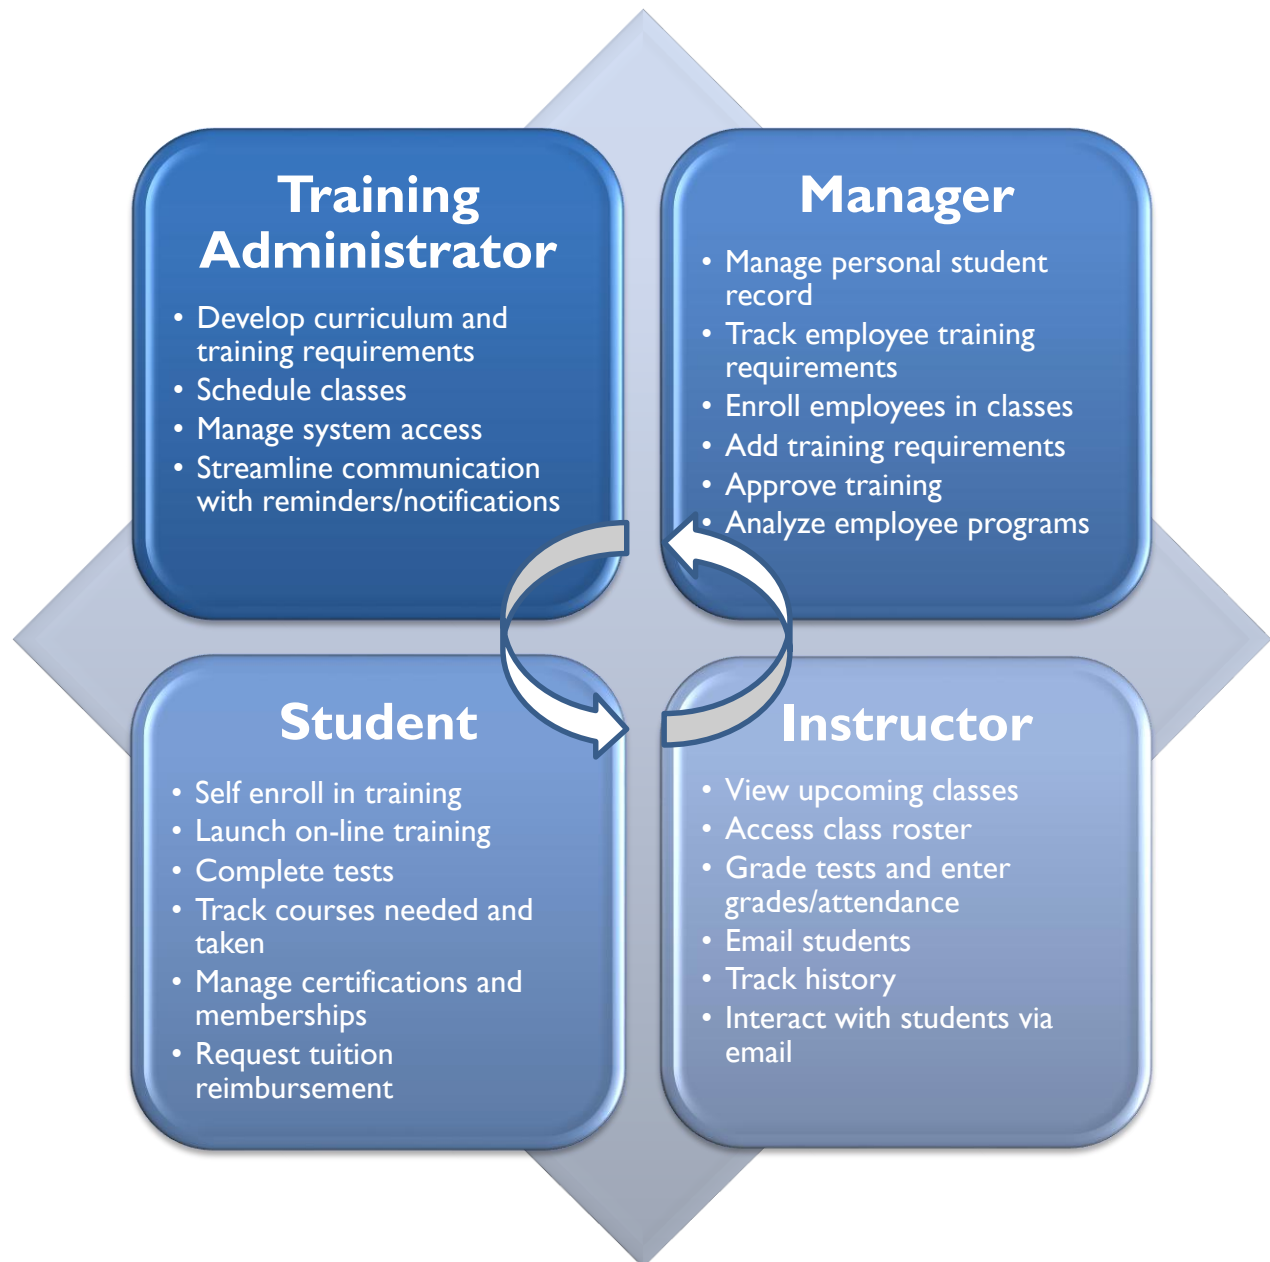 Training
Administrator
• Develop curriculum and
training requirements
• Schedule classes
• Manage system access
• Streamline communication
with reminders/notifications
Manager
• Manage personal student
record
• Track employee training
requirements
• Enroll employees in classes
• Add training requirements
• Approve training
• Analyze employee programs
Student
• Self enroll in training
• Launch on-line training
• Complete tests
• Track courses needed and
taken
• Manage certifications and
memberships
• Request tuition
reimbursement
Instructor
• View upcoming classes
• Access class roster
• Grade tests and enter
grades/attendance
• Email students
• Track history
• Interact with students via
email